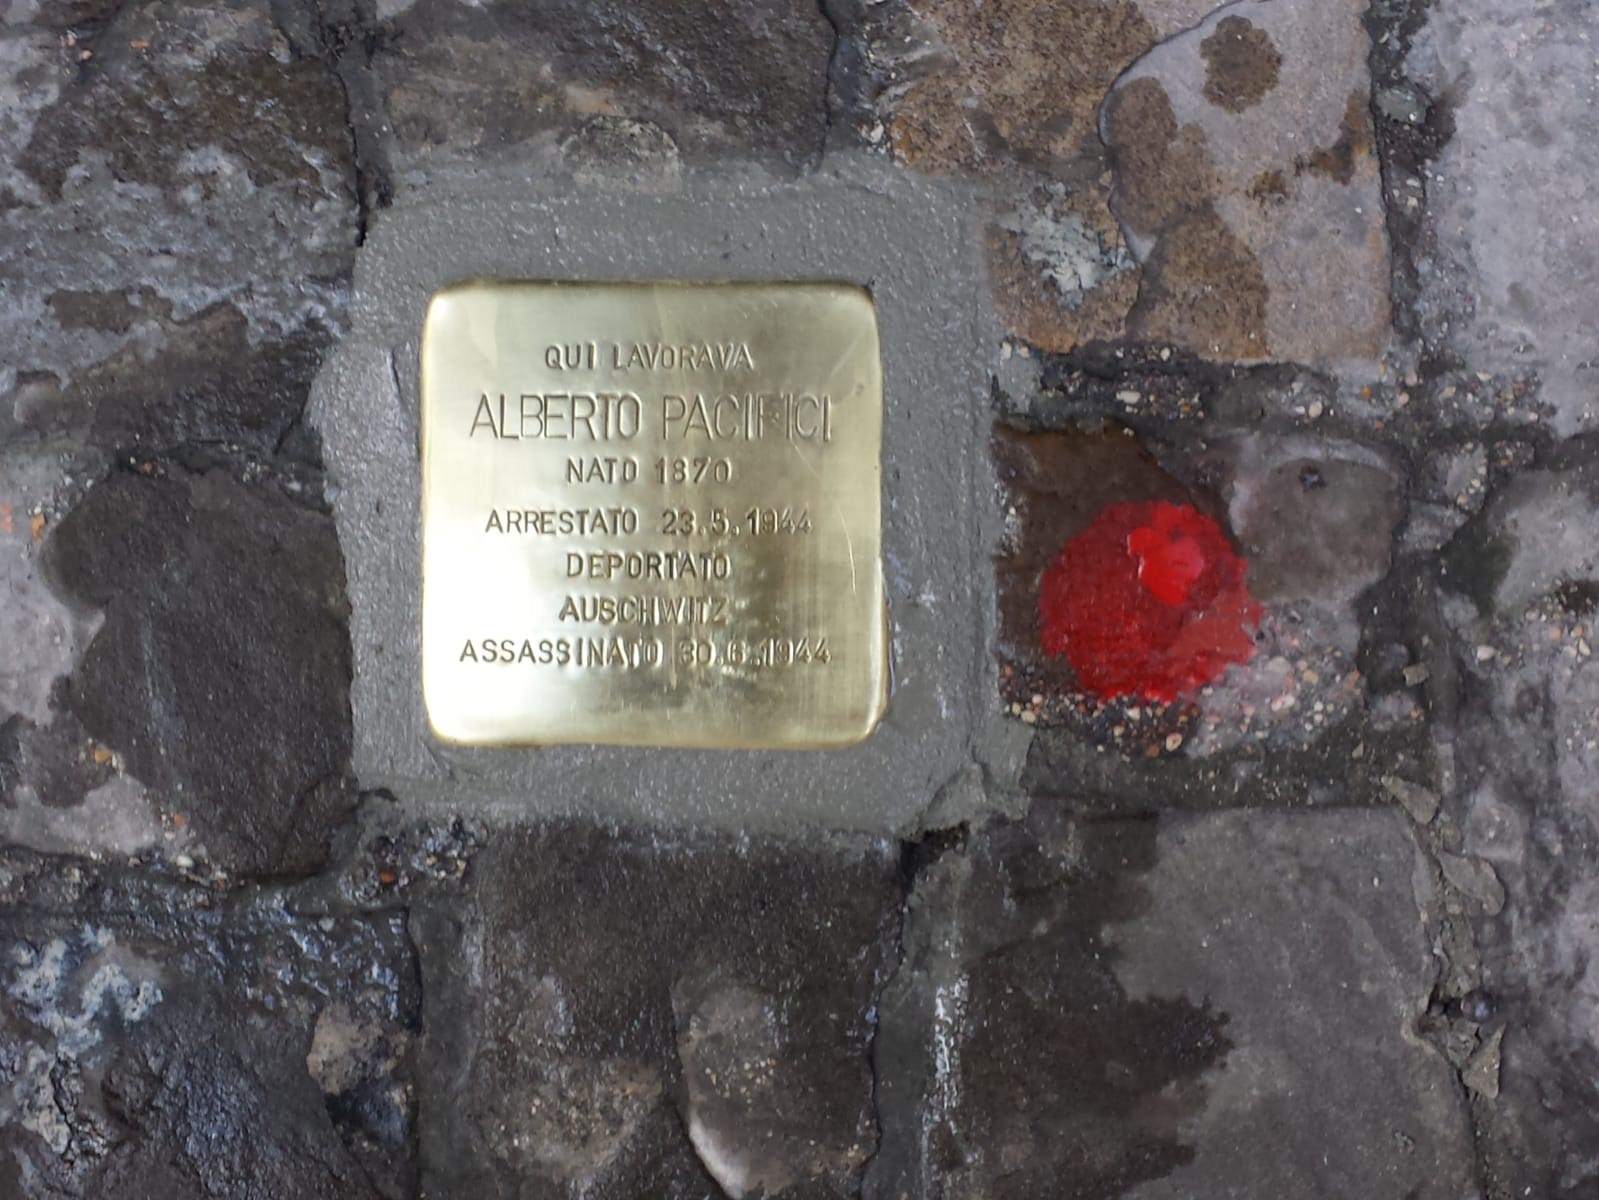 QUI LAVORAVA
ALBERTO PACIFICI
NATO 1870
ARRESTATO 23.5.1944
DEPORTATO
AUSCHWITZ
ASSASSINATO 30.6.1944